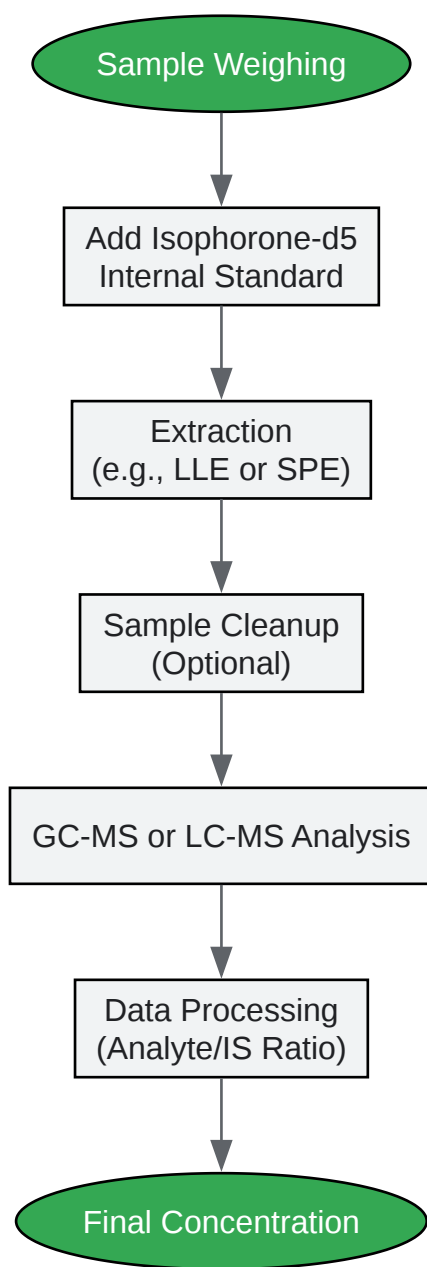 Sample Weighing
Add Isophorone-d5
Internal Standard
Extraction
(e.g., LLE or SPE)
Sample Cleanup
(Optional)
GC-MS or LC-MS Analysis
Data Processing
(Analyte/IS Ratio)
Final Concentration